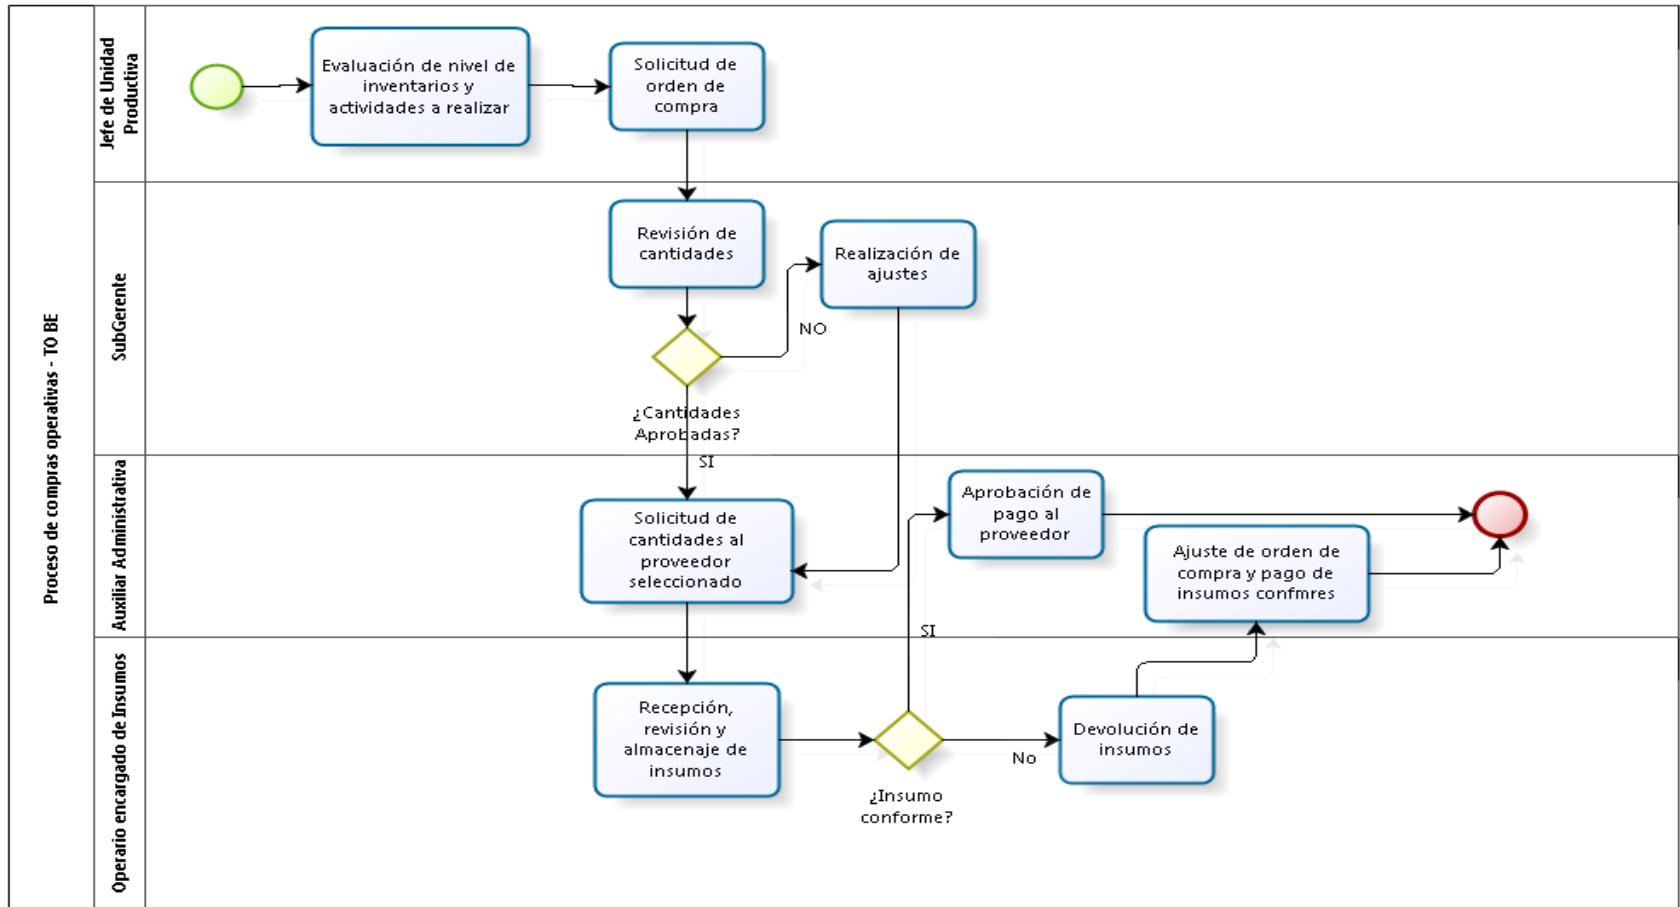 Proceso de compras operativas - TO BE
Jefe de Unidad
Productiva
Evaluación de nivel de
inventarios y
actividades a realizar
Solicitud de
orden de
compra
SubGerente
Revisión de
cantidades
Realización de
ajustes
NO
¿Cantidades
Aprobadas?
SI
Auxiliar Administrativa
Solicitud de
cantidades al
proveedor
seleccionado
Aprobación de
pago al
proveedor
Ajuste de orden de
compra y pago de
insumos confmres
SI
Operario encargado de Insumos
Recepción,
revisión y
almacenaje de
insumos
¿Insumo
conforme?
No
Devolución de
insumos